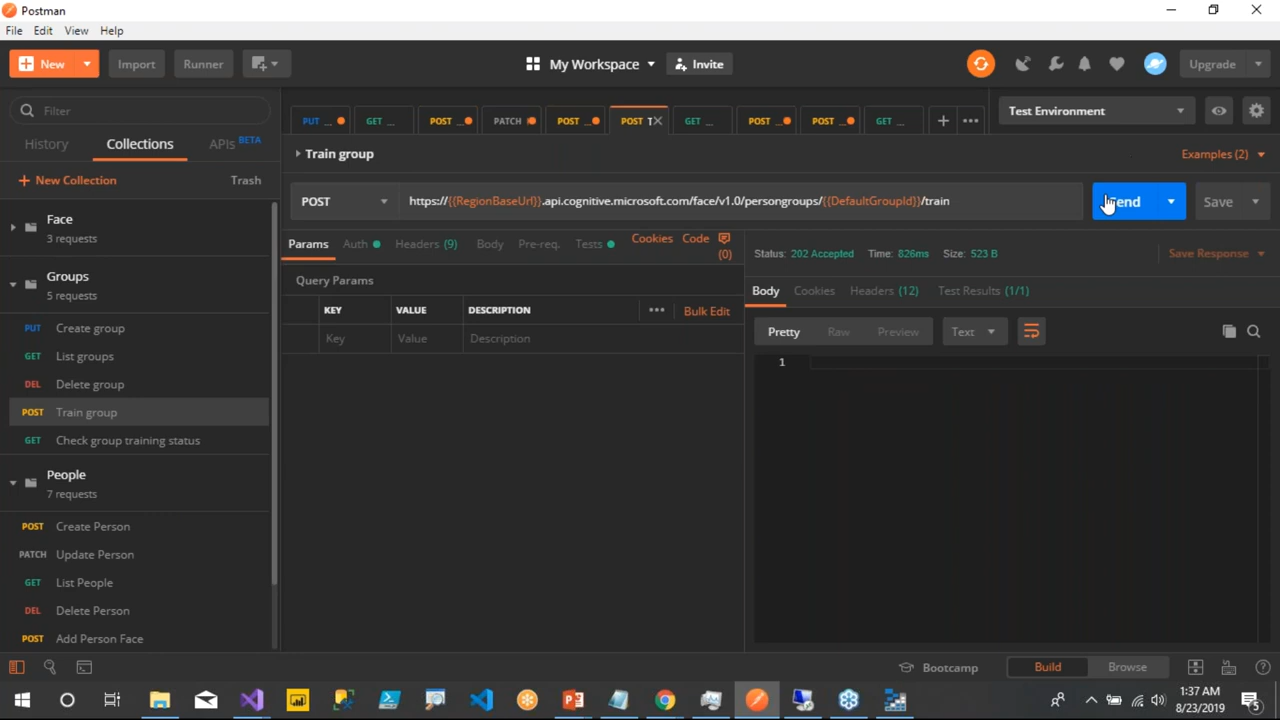 Postman
File Edit View Help
New Import Runner My Workspace Invite Upgrade
Filter
History Collections APIs BETA
New Collection Trash
Face
3 requests
Groups
5 requests
PUT Create group
GET List groups
DEL Delete group
POST Train group
GET Check group training status
People
7 requests
POST Create Person
PATCH Update Person
GET List People
DEL Delete Person
POST Add Person Face
PUT ... GET ... POST ... PATCH POST ... POST T GET ... POST ... POST ... GET ...
Test Environment
Train group
Examples (2)
POST https://{{RegionBaseUrl}}.api.cognitive.microsoft.com/face/v1.0/persongroups/{{DefaultGroupId}}/train
Save
Params Auth Headers (9) Body Pre-req. Tests Cookies Code (0)
Query Params
KEY VALUE DESCRIPTION Bulk Edit
Key Value Description
Status: 202 Accepted Time: 826ms Size: 523 B Save Response
Body Cookies Headers (12) Test Results (1/1)
Pretty Raw Preview Text
1
Bootcamp Build Browse
1:37 AM
8/23/2019
5